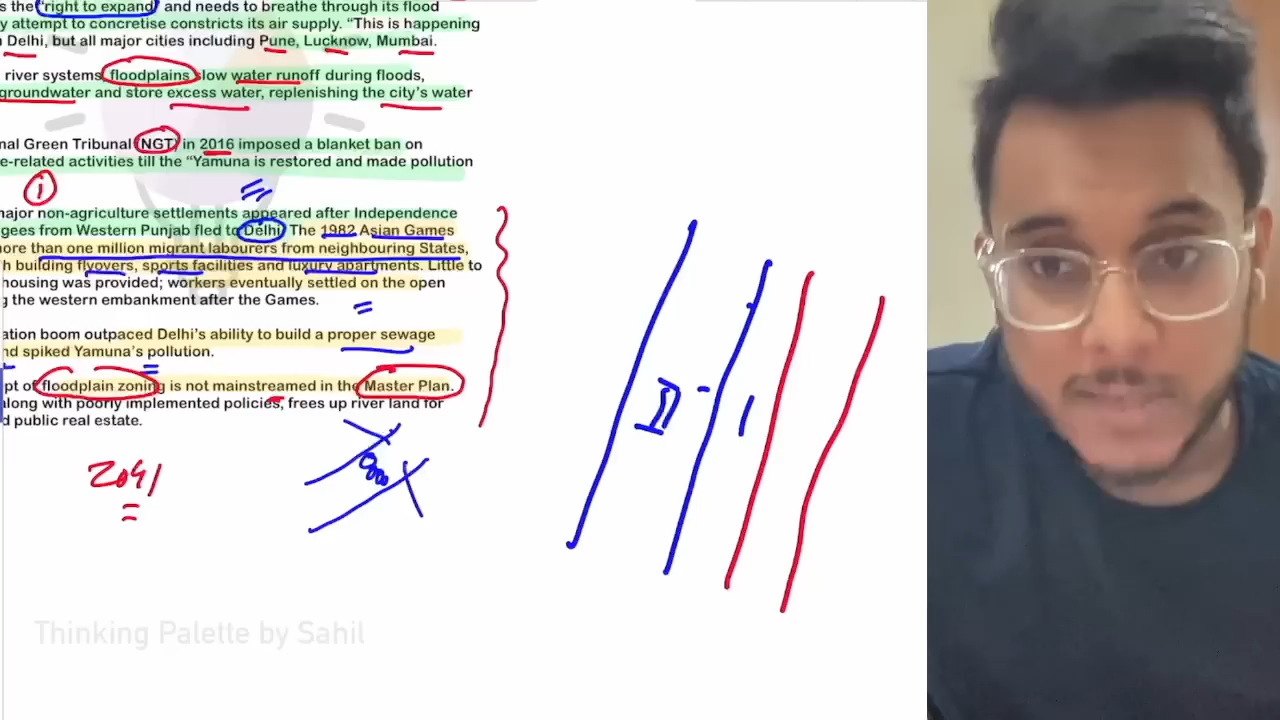 s the "right to expand" and needs to breathe through its flood
y attempt to concretise constricts its air supply. "This is happening
Delhi, but all major cities including Pune, Lucknow, Mumbai.
river systems, floodplains slow water runoff during floods,
groundwater and store excess water, replenishing the city's water
nal Green Tribunal (NGT) in 2016 imposed a blanket ban on
e-related activities till the "Yamuna is restored and made pollution
1
major non-agriculture settlements appeared after Independence
gees from Western Punjab fled to Delhi. The 1982 Asian Games
ore than one million migrant labourers from neighbouring States,
h building flyovers, sports facilities and luxury apartments. Little to
housing was provided; workers eventually settled on the open
g the western embankment after the Games.
ation boom outpaced Delhi's ability to build a proper sewage
nd spiked Yamuna's pollution.
pt of floodplain zoning is not mainstreamed in the Master Plan.
along with poorly implemented policies, frees up river land for
d public real estate.
2041
Thinking Palette by Sahil